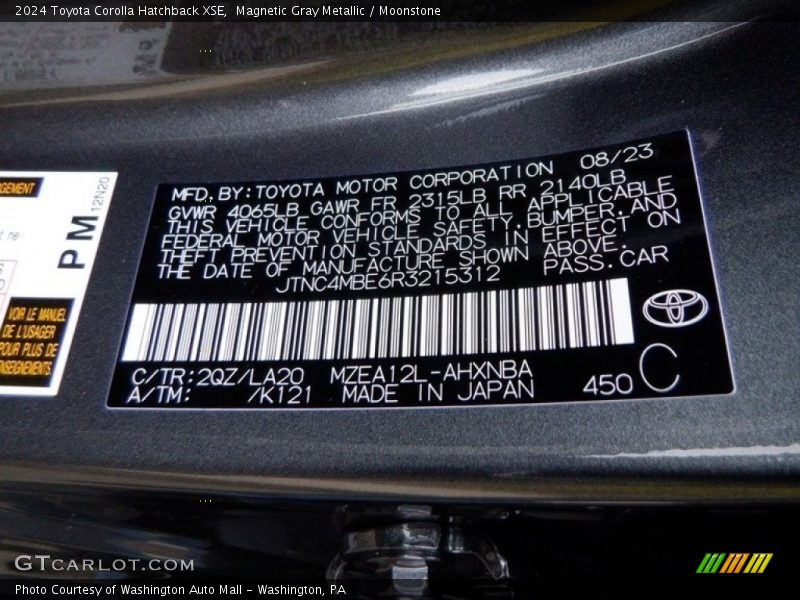 2024 Toyota Corolla Hatchback XSE,  Magnetic Gray Metallic / Moonstone
MFD. BY: TOYOTA MOTOR CORPORATION 08/23
GVWR 4065LB GAWR FR 2315LB RR 2140LB
THIS VEHICLE CONFORMS TO ALL APPLICABLE
FEDERAL MOTOR VEHICLE SAFETY, BUMPER, AND
THEFT PREVENTION STANDARDS IN EFFECT ON
THE DATE OF MANUFACTURE SHOWN ABOVE.
JTNC4MBE6R3215312 PASS. CAR
C/TR: 2QZ/LA20 MZEA12L-AHXNBA
A/TM: /K121 MADE IN JAPAN 450 C
PM 12N20
VOIR LE MANUEL
DE L'USAGER
POUR PLUS DE
GTCARLOT.COM
Photo Courtesy of Washington Auto Mall - Washington, PA